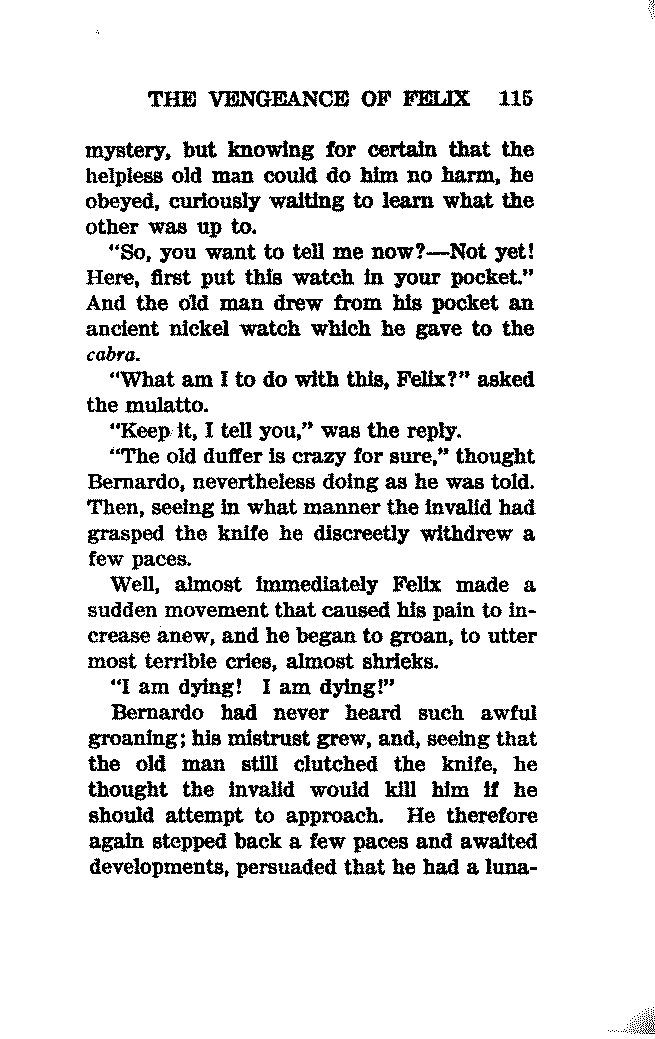 THE VENGEANCE OF FELIX 115
mystery, but knowing for certain that the
helpless old man could do him no harm, he
obeyed, curiously waiting to learn what the
other was up to.
"So, you want to tell me now?—Not yet!
Here, first put this watch in your pocket."
And the old man drew from his pocket an
ancient nickel watch which he gave to the
cabra.
"What am I to do with this, Felix?" asked
the mulatto.
"Keep it, I tell you," was the reply.
"The old duffer is crazy for sure," thought
Bernardo, nevertheless doing as he was told.
Then, seeing in what manner the invalid had
grasped the knife he discreetly withdrew a
few paces.
Well, almost immediately Felix made a
sudden movement that caused his pain to in-
crease anew, and he began to groan, to utter
most terrible cries, almost shrieks.
"I am dying! I am dying!"
Bernardo had never heard such awful
groaning; his mistrust grew, and, seeing that
the old man still clutched the knife, he
thought the invalid would kill him if he
should attempt to approach. He therefore
again stepped back a few paces and awaited
developments, persuaded that he had a luna-